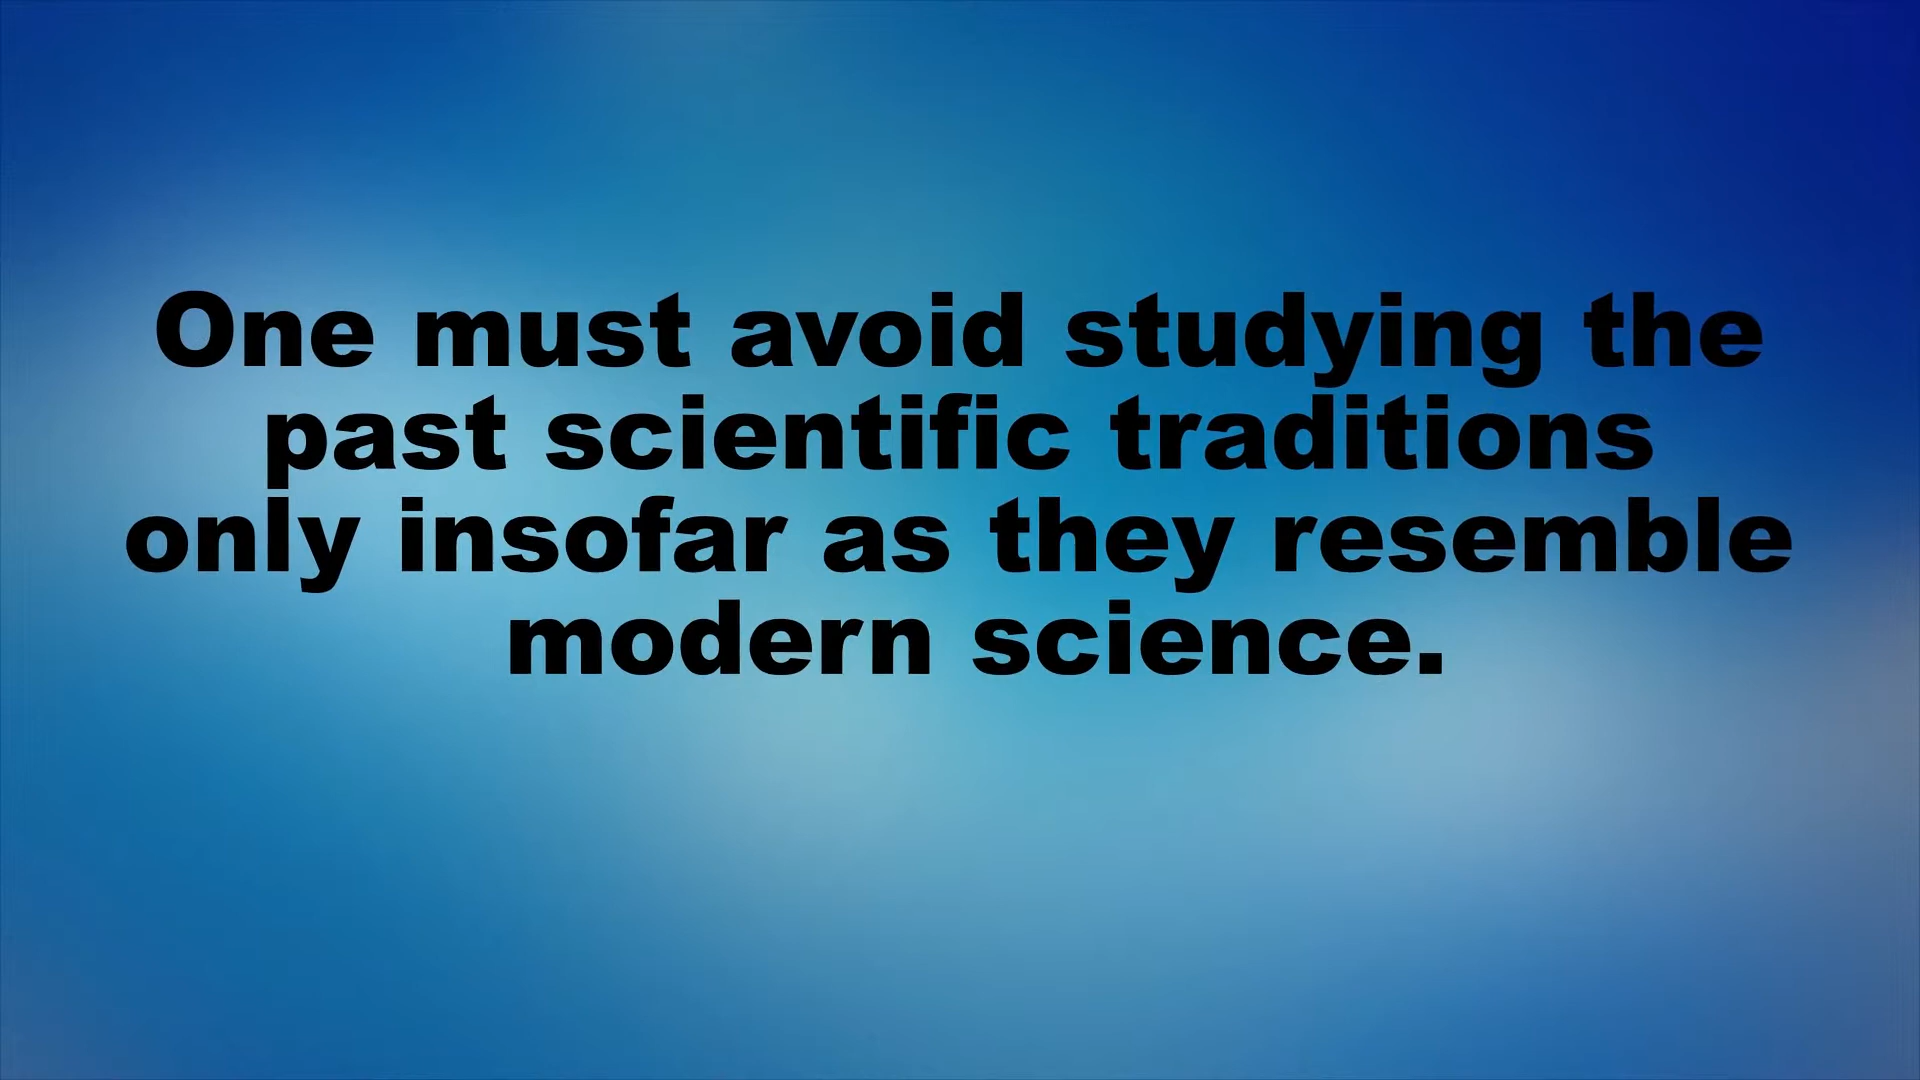 One must avoid studying the
past scientific traditions
only insofar as they resemble
modern science.